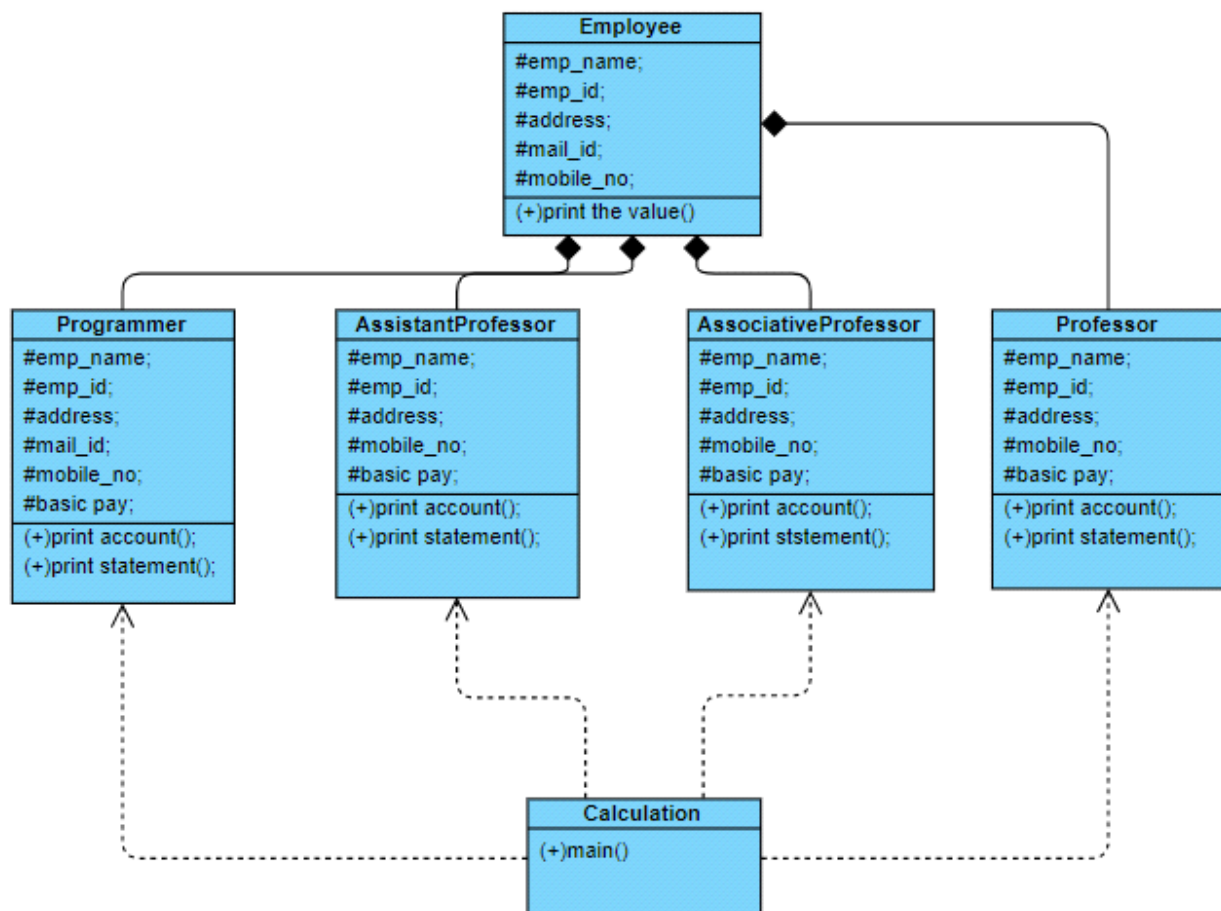 Employee
#emp_name;
#emp_id;
#address;
#mail_id;
#mobile_no;
(+)print the value()
Programmer
#emp_name;
#emp_id;
#address;
#mail_id;
#mobile_no;
#basic pay;
(+)print account();
(+)print statement();
AssistantProfessor
#emp_name;
#emp_id;
#address;
#mobile_no;
#basic pay;
(+)print account();
(+)print statement();
AssociativeProfessor
#emp_name;
#emp_id;
#address;
#mobile_no;
#basic pay;
(+)print account();
(+)print ststement();
Professor
#emp_name;
#emp_id;
#address;
#mobile_no;
#basic pay;
(+)print account();
(+)print statement();
Calculation
(+)main()